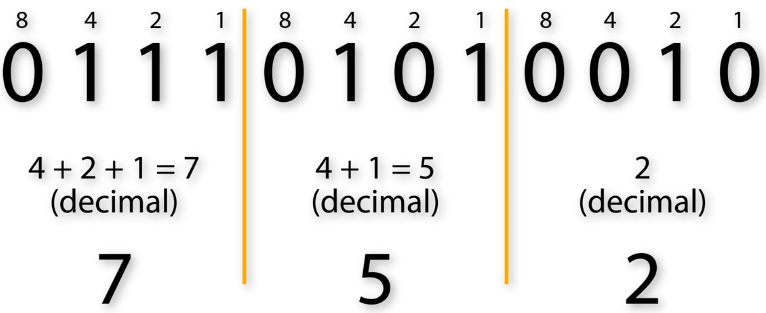 8 4 2 1 8 4 2 1 8 4 2 1
0 1 1 1 0 1 0 1 0 0 1 0
4 + 2 + 1 = 7 4 + 1 = 5 2
(decimal) (decimal) (decimal)
7 5 2